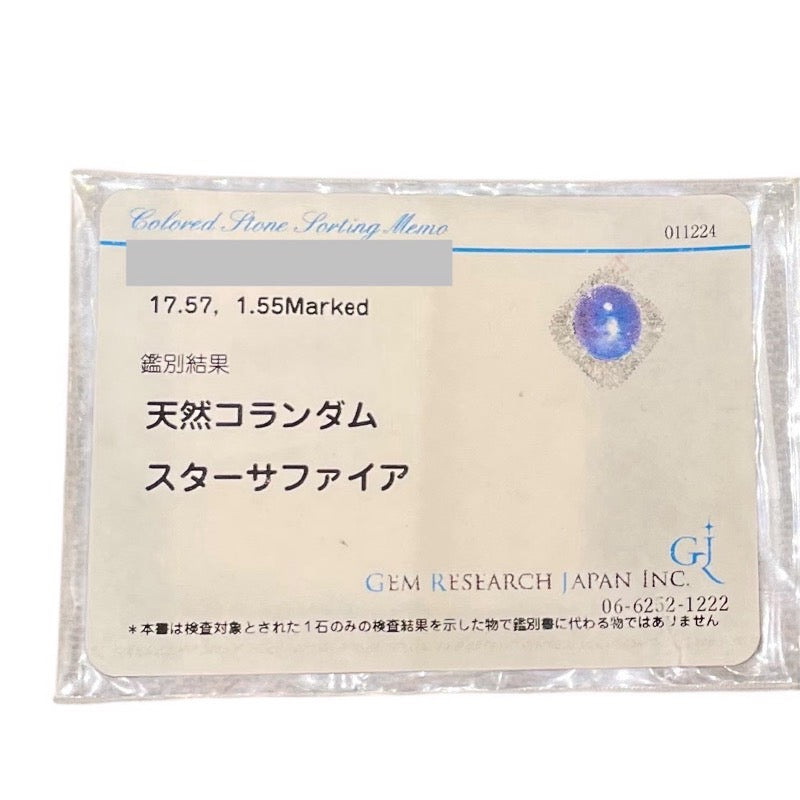 Colored Stone Sorting Memo
011224
17.57, 1.55Marked
鑑別結果
天然コランダム
スターサファイア
GJ
GEM RESEARCH JAPAN INC.
06-6252-1222
*本書は検査対象とされた1石のみの検査結果を示した物で鑑別書に代わる物ではありません